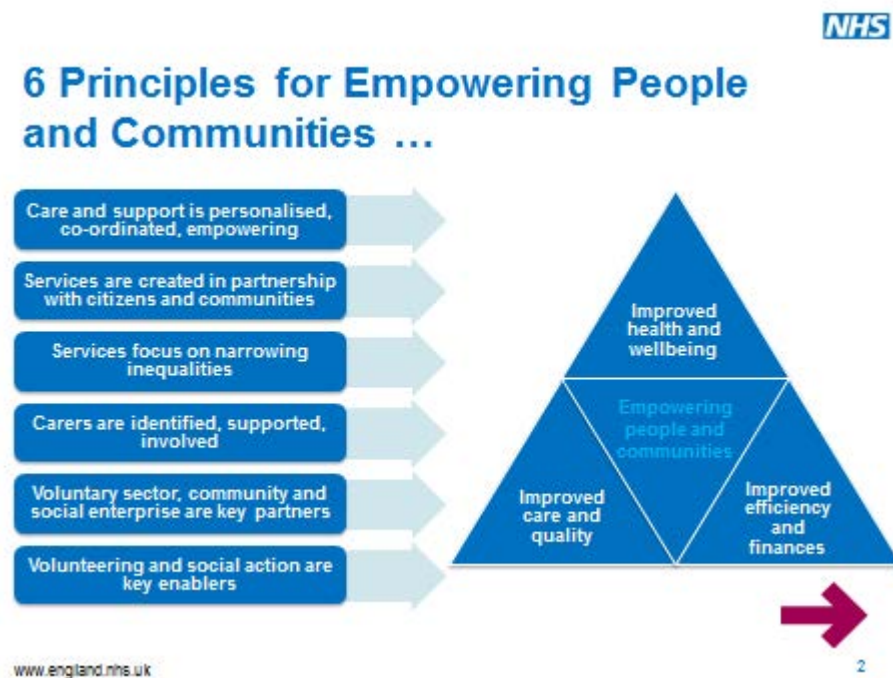 NHS
6 Principles for Empowering People
and Communities ...
Care and support is personalised,
co-ordinated, empowering
Services are created in partnership
with citizens and communities
Services focus on narrowing
inequalities
Carers are identified, supported,
involved
Voluntary sector, community and
social enterprise are key partners
Volunteering and social action are
key enablers
Improved
health and
wellbeing
Empowering
people and
communities
Improved
care and
quality
Improved
efficiency
and
finances
www.england.nhs.uk
2